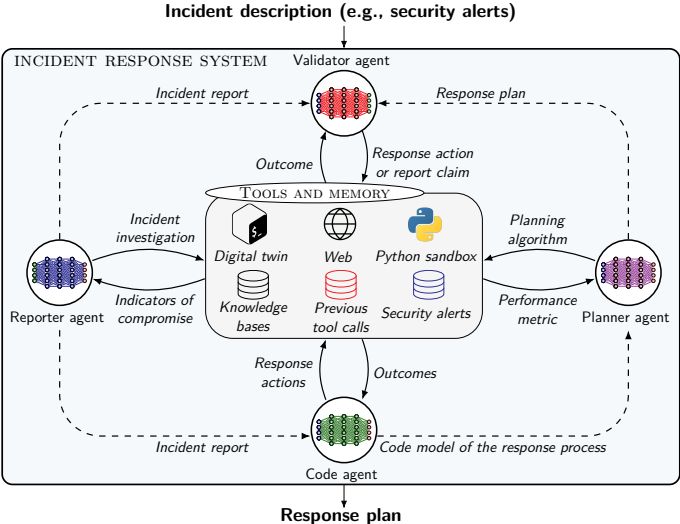 Incident description (e.g., security alerts)
INCIDENT RESPONSE SYSTEM
Validator agent
Incident report
Response plan
Outcome
Response action
or report claim
TOOLS AND MEMORY
Incident
investigation
$_
Digital twin
Web
Python sandbox
Planning
algorithm
Reporter agent
Indicators of
compromise
Knowledge
bases
Previous
tool calls
Security alerts
Performance
metric
Planner agent
Response
actions
Outcomes
Incident report
Code model of the response process
Code agent
Response plan